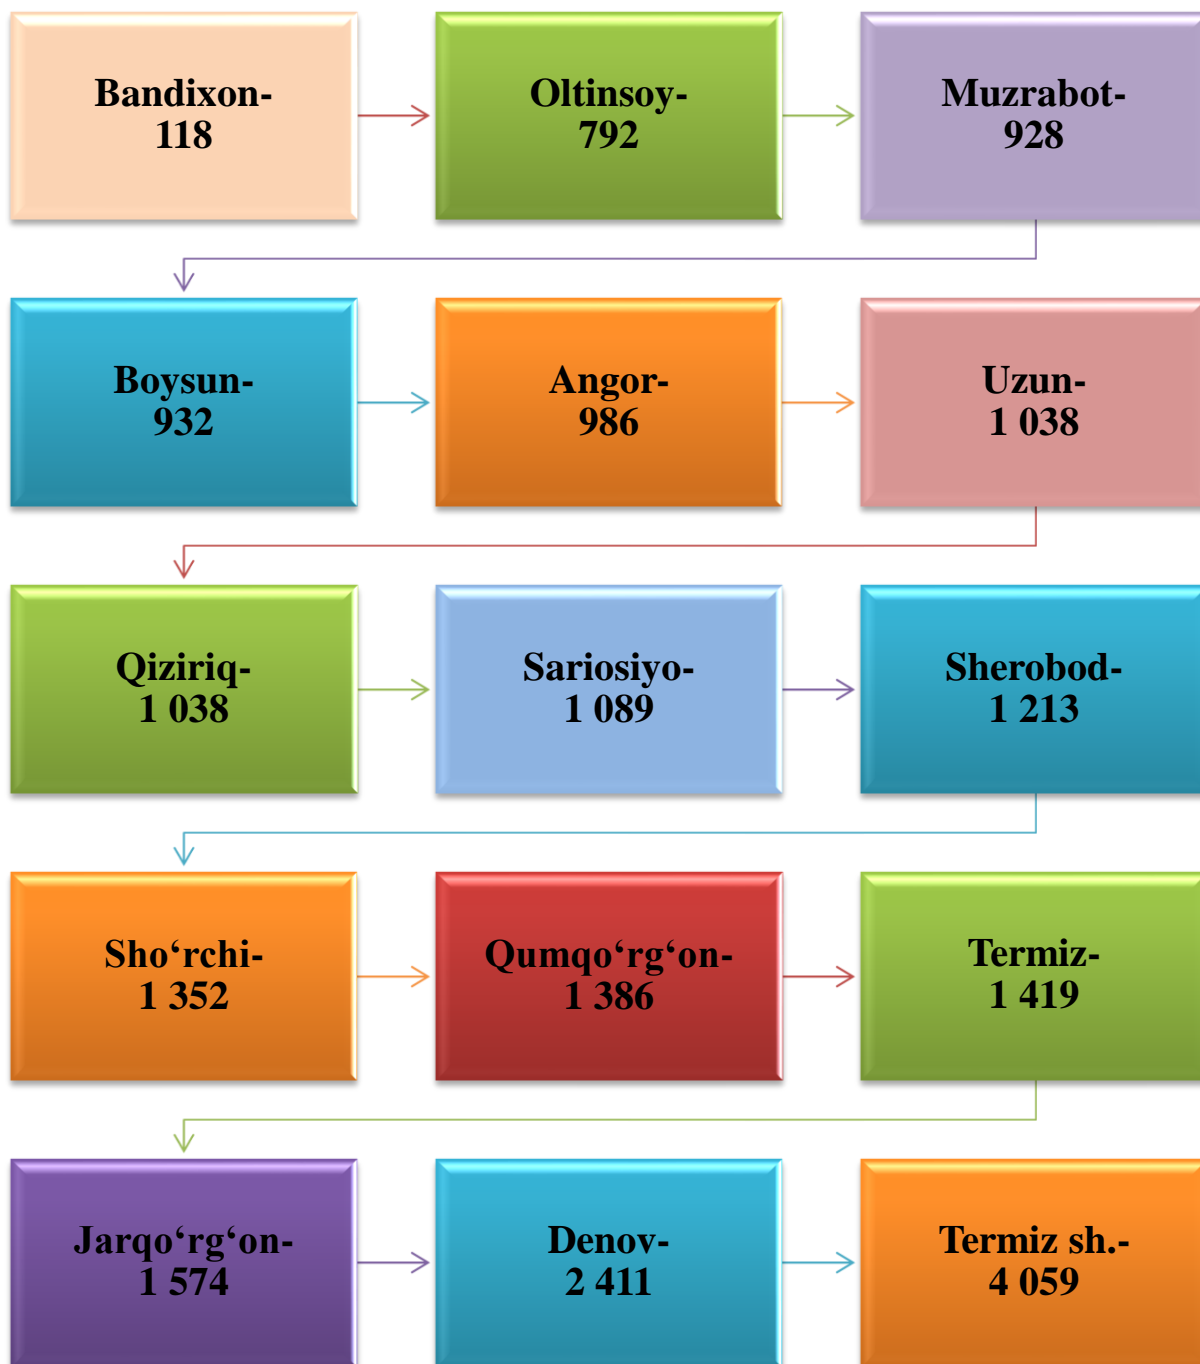 Bandixon-
118
Oltinsoy-
792
Muzrabot-
928
Boysun-
932
Angor-
986
Uzun-
1 038
Qiziriq-
1 038
Sariosiyo-
1 089
Sherobod-
1 213
Sho‘rchi-
1 352
Qumqo‘rg‘on-
1 386
Termiz-
1 419
Jarqo‘rg‘on-
1 574
Denov-
2 411
Termiz sh.-
4 059